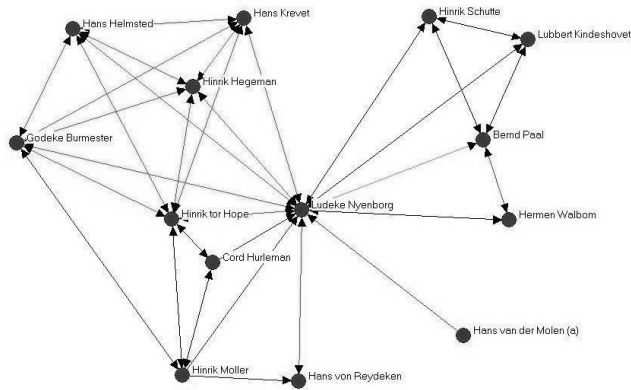 Hans Helmsted
Hans Krevet
Hinrik Schutte
Lubbert Kindeshovet
Hinrik Hegeman
Godeke Burmester
Bernd Paal
Hinrik tor Hope
Ludeke Nyenborg
Hermen Walbom
Cord Hurleman
Hans van der Molen (a)
Hinrik Moller
Hans von Reydeken